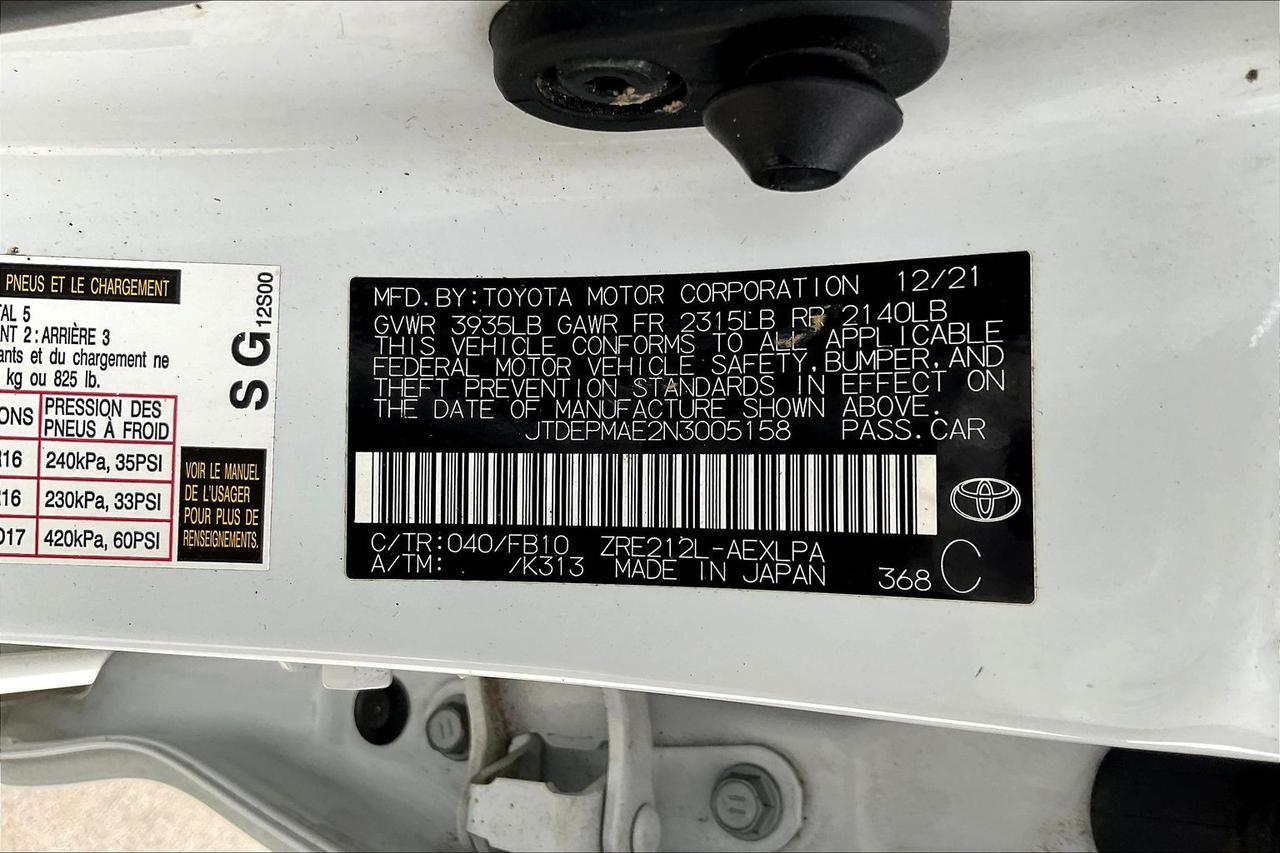 PNEUS ET LE CHARGEMENT
TAL 5
ANT 2: ARRIÈRE 3
ants et du chargement ne
kg ou 825 lb.
ONS PRESSION DES PNEUS À FROID
R16 240kPa, 35PSI
R16 230kPa, 33PSI
D17 420kPa, 60PSI
VOIR LE MANUEL
DE L'USAGER
POUR PLUS DE
RENSEIGNEMENTS.
S G 12S00
MFD.BY:TOYOTA MOTOR CORPORATION 12/21
GVWR 3935LB GAWR FR 2315LB RR 2140LB
THIS VEHICLE CONFORMS TO ALL APPLICABLE
FEDERAL MOTOR VEHICLE SAFETY,BUMPER,AND
THEFT PREVENTION STANDARDS IN EFFECT ON
THE DATE OF MANUFACTURE SHOWN ABOVE.
JTDEPMAE2N3005158 PASS.CAR
C/TR:040/FB10 ZRE212L-AEXLPA
A/TM: /K313 MADE IN JAPAN 368 C